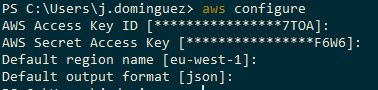 PS C:\Users\j.dominguez> aws configure
AWS Access Key ID [****************7TOA]:
AWS Secret Access Key [****************F6W6]:
Default region name [eu-west-1]:
Default output format [json]: